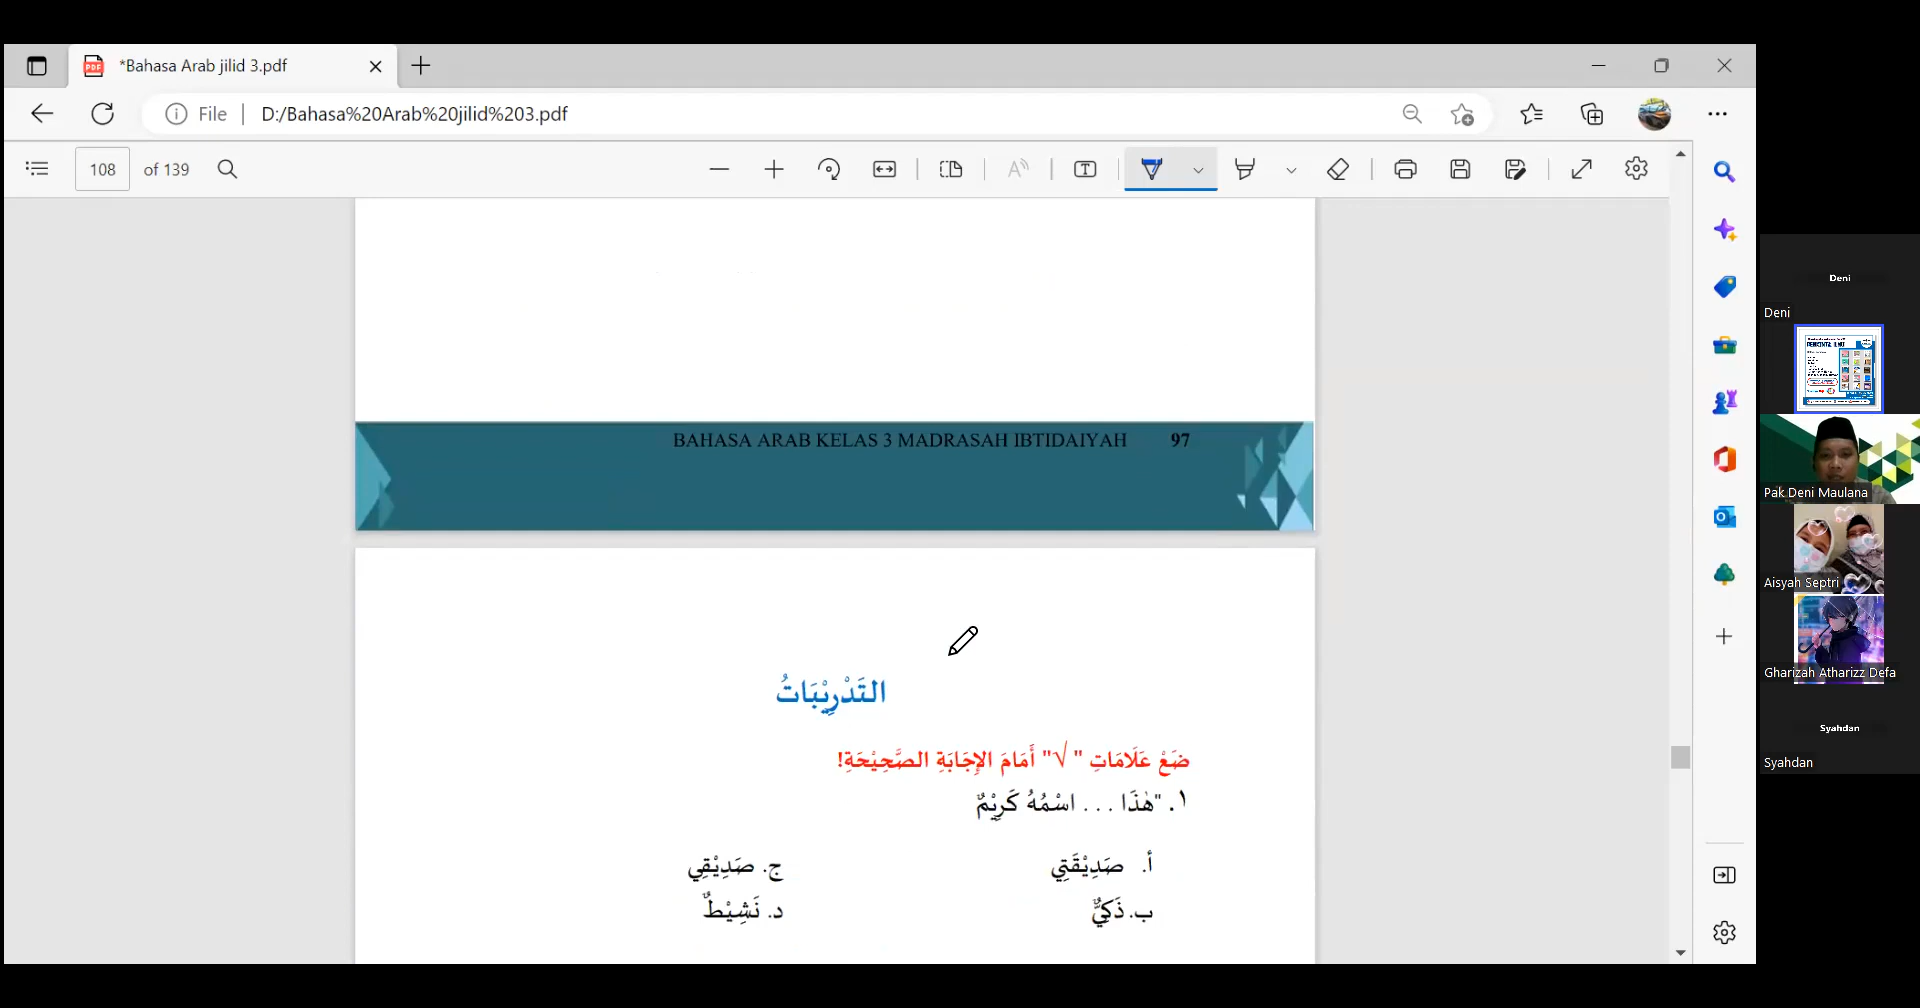 *Bahasa Arab jilid 3.pdf
File
D:/Bahasa%20Arab%20jilid%203.pdf
108 of 139
BAHASA ARAB KELAS 3 MADRASAH IBTIDAIYAH 97
التَدْرِيْبَاتُ
ضَعْ عَلَامَاتِ "√" أَمَامَ الإِجَابَةِ الصَّحِيْحَةِ!
١. "هٰذَا ... اسْمُهُ كَرِيْمٌ
أ. صَدِيْقَتِي
ج. صَدِيْقِي
ب. ذَكِيٌّ
د. نَشِيْطٌ
Deni
Deni
Pak Deni Maulana
Aisyah Septri
Gharizah Atharizz Defa
Syahdan
Syahdan